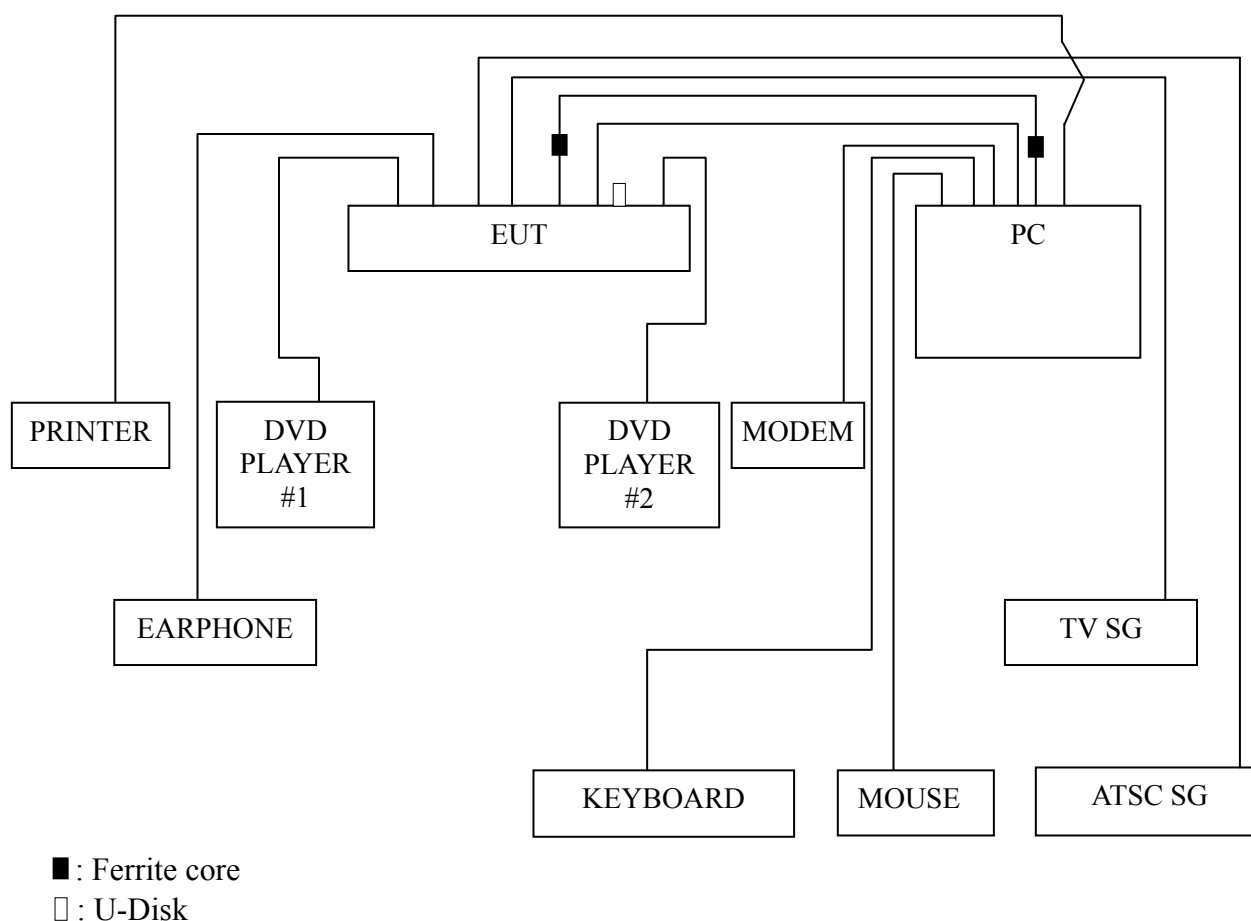 EUT
PC
PRINTER
DVD
PLAYER
#1
DVD
PLAYER
#2
MODEM
EARPHONE
TV SG
KEYBOARD
MOUSE
ATSC SG
: Ferrite core
: U-Disk